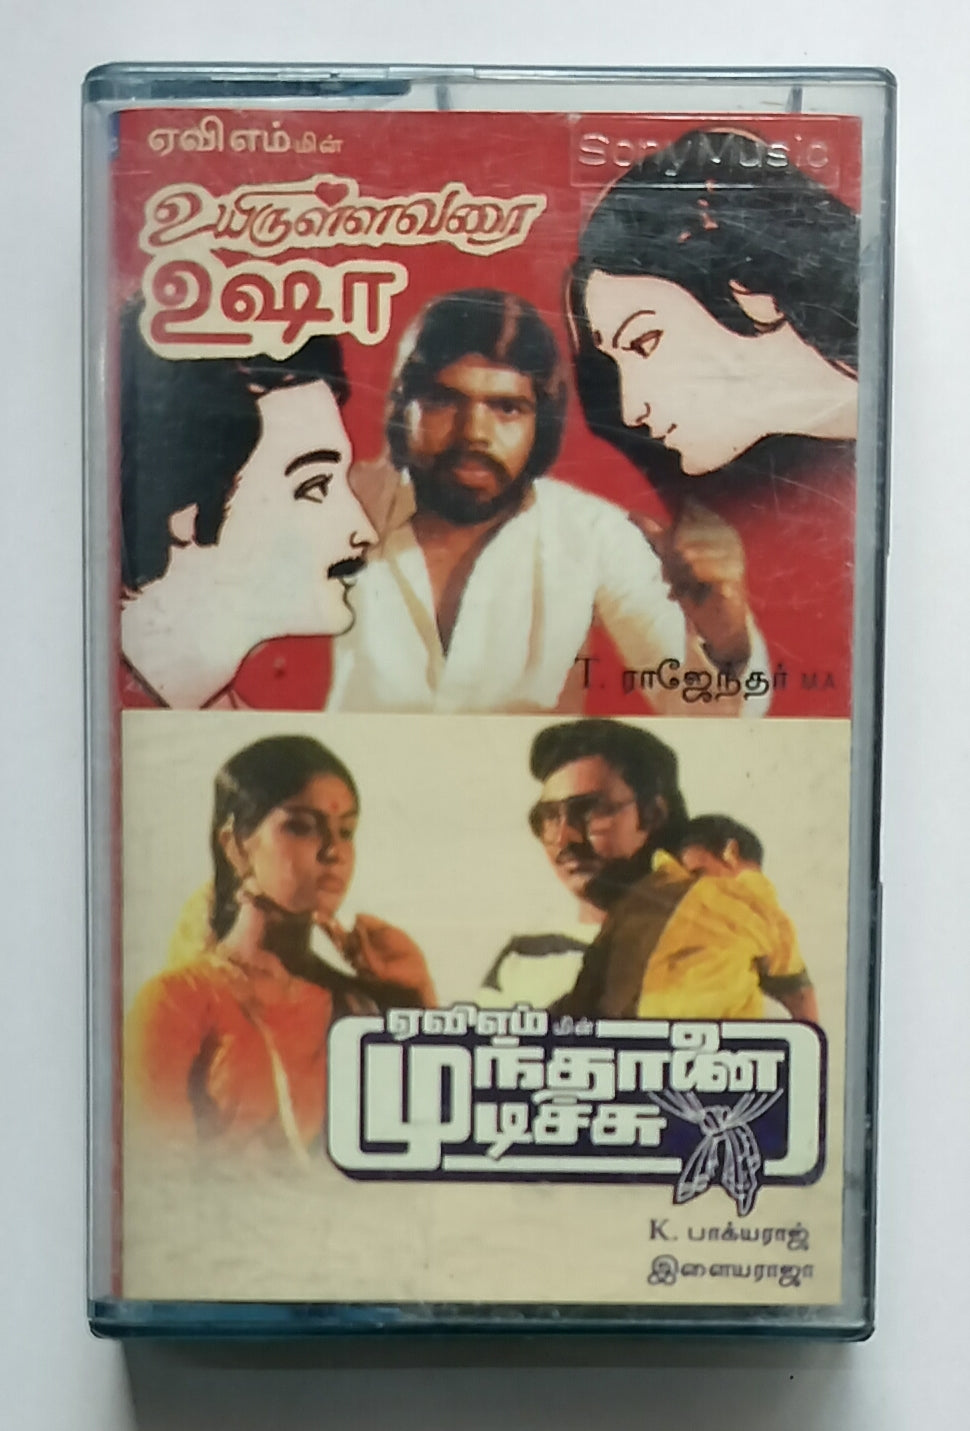 ஏவிஎம் மின்
Sony Music
உயிருள்ளவரை
உஷா
T. ராஜேந்தர் M.A
ஏவிஎம் மின்
முந்தானை
முடிச்சு
K. பாக்யராஜ்
இளையராஜா